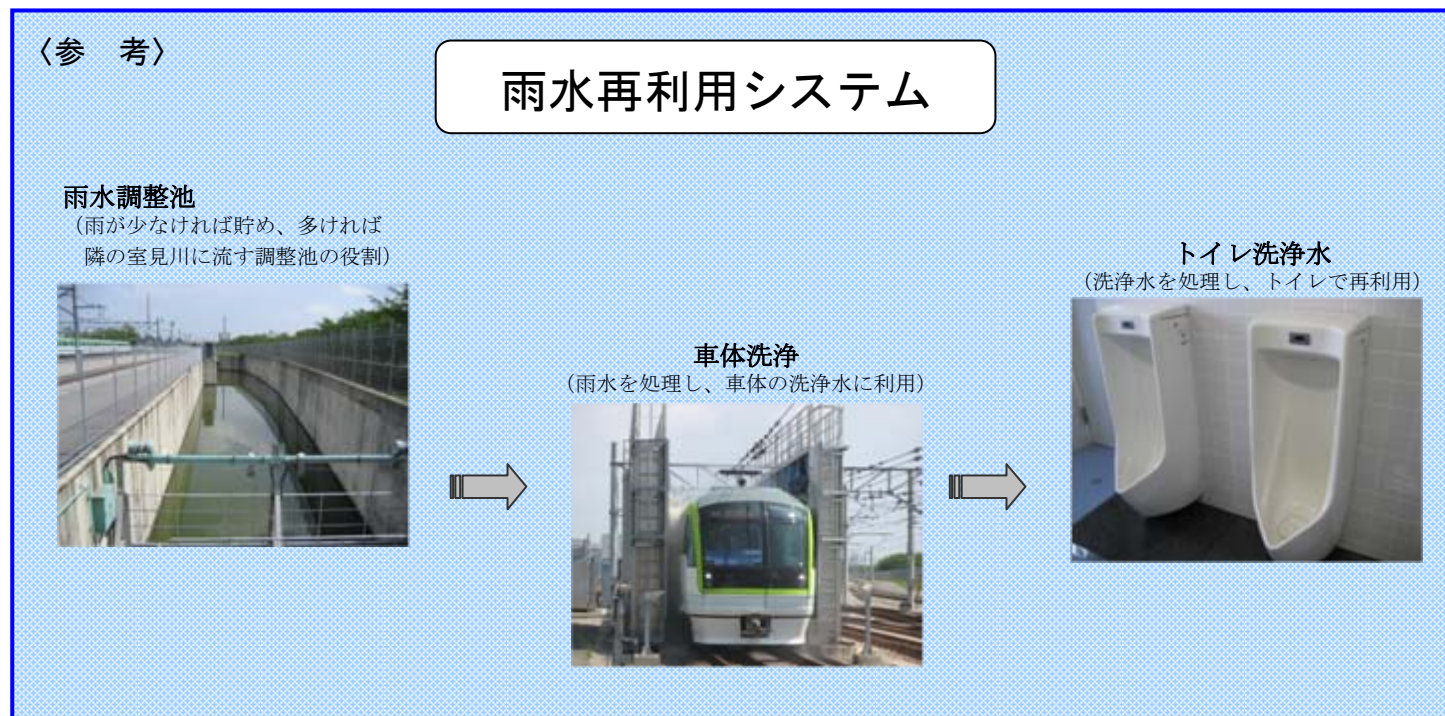 〈参　考〉
雨水再利用システム
雨水調整池
（雨が少なければ貯め、多ければ
隣の室見川に流す調整池の役割）
車体洗浄
（雨水を処理し、車体の洗浄水に利用）
トイレ洗浄水
（洗浄水を処理し、トイレで再利用）